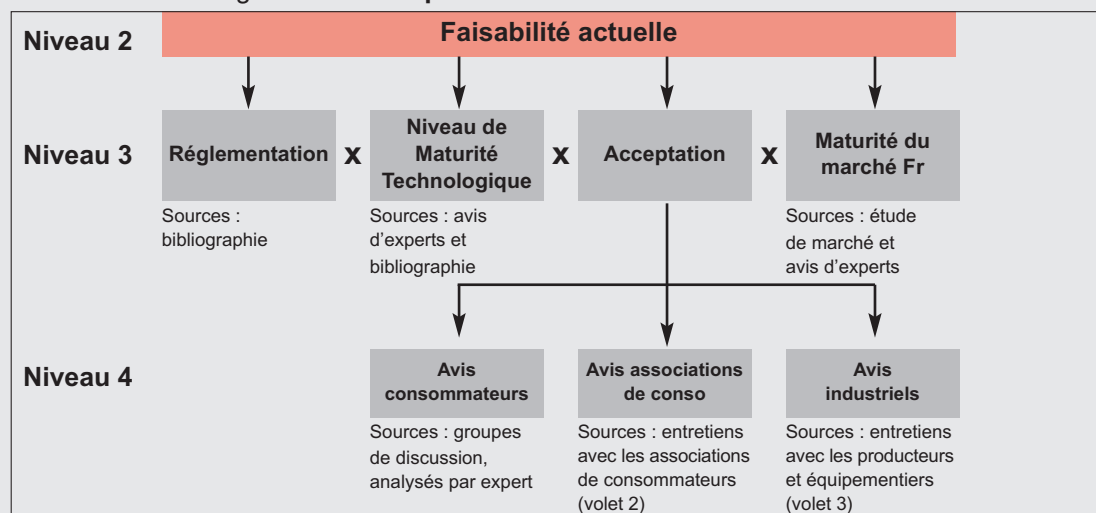 Niveau 2
Faisabilité actuelle
Niveau 3
Réglementation
x
Niveau de
Maturité
Technologique
x
Acceptation
x
Maturité du
marché Fr
Sources :
bibliographie
Sources : avis
d'experts et
bibliographie
Sources : étude
de marché et
avis d'experts
Niveau 4
Avis
consommateurs
Avis associations
de conso
Avis
industriels
Sources : groupes
de discussion,
analysés par expert
Sources : entretiens
avec les associations
de consommateurs
(volet 2)
Sources : entretiens
avec les producteurs
et équipementiers
(volet 3)